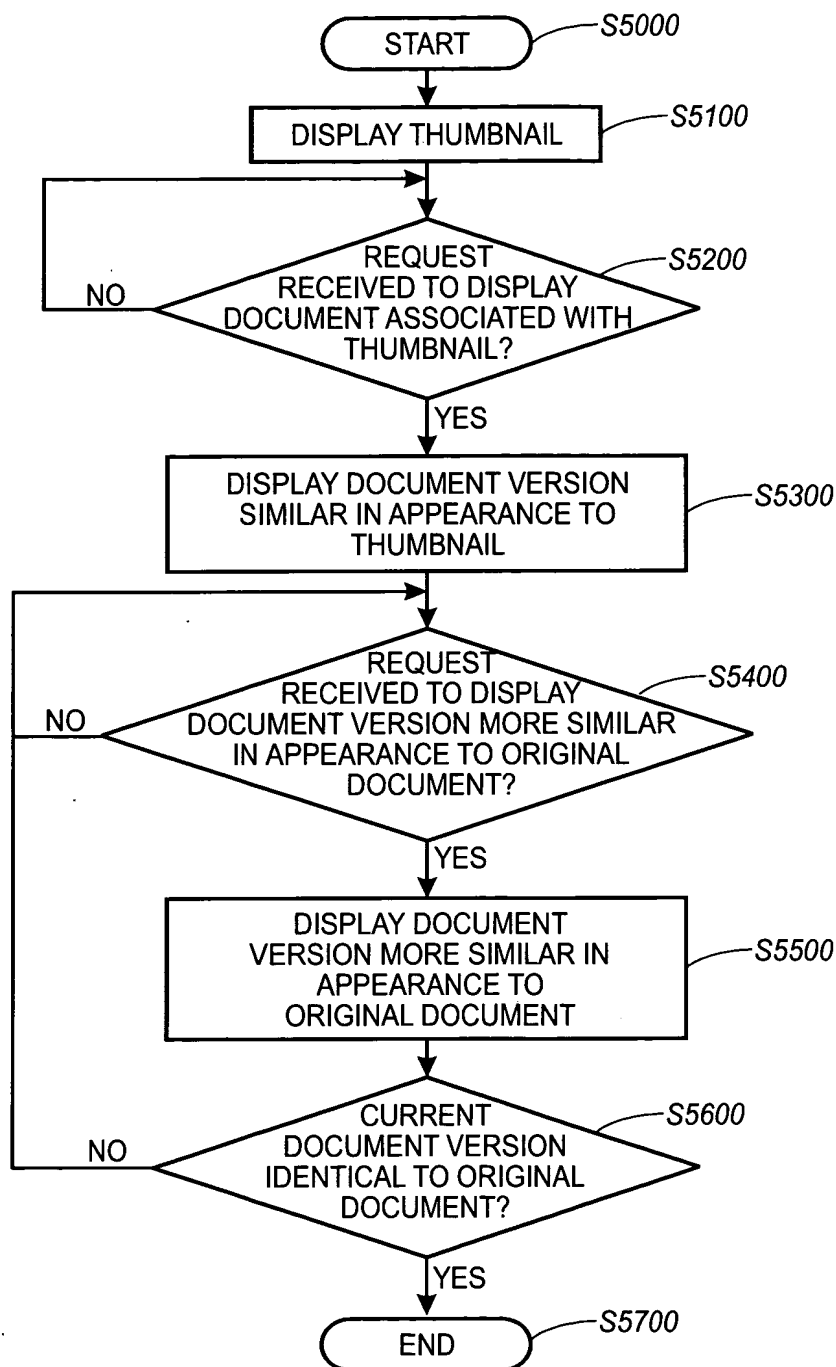 START
S5000
DISPLAY THUMBNAIL
S5100
REQUEST
RECEIVED TO DISPLAY
DOCUMENT ASSOCIATED WITH
THUMBNAIL?
S5200
NO
YES
DISPLAY DOCUMENT VERSION
SIMILAR IN APPEARANCE TO
THUMBNAIL
S5300
REQUEST
RECEIVED TO DISPLAY
DOCUMENT VERSION MORE SIMILAR
IN APPEARANCE TO ORIGINAL
DOCUMENT?
S5400
NO
YES
DISPLAY DOCUMENT
VERSION MORE SIMILAR IN
APPEARANCE TO
ORIGINAL DOCUMENT
S5500
CURRENT
DOCUMENT VERSION
IDENTICAL TO ORIGINAL
DOCUMENT?
S5600
NO
YES
END
S5700